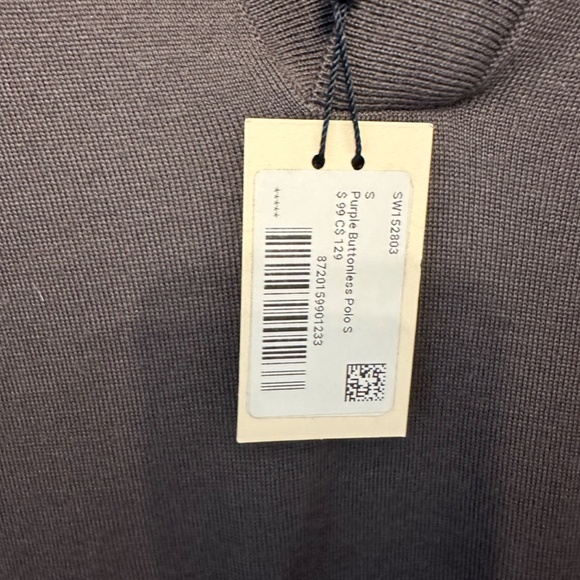 SW152803
S
Purple Buttonless Polo S
$ 99 C$ 129
8720159901233
*****